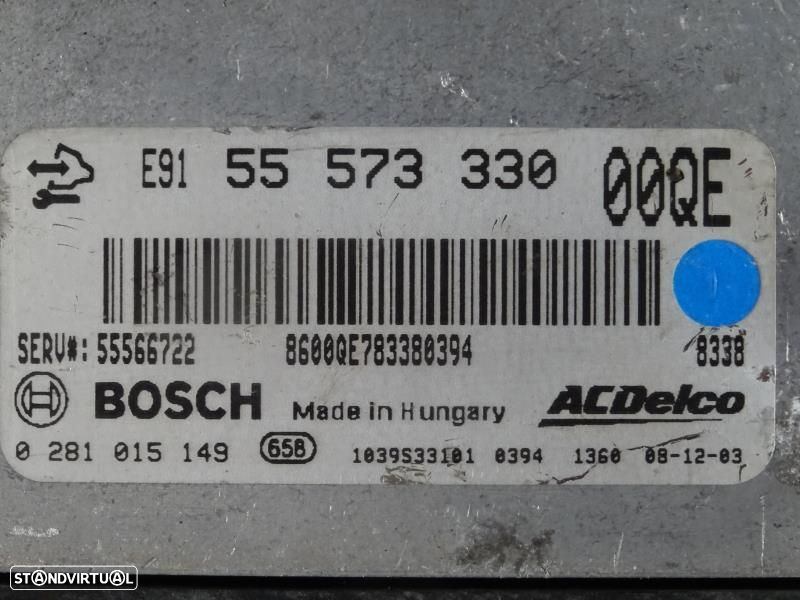 E91 55 573 330 00QE
SERV#: 55566722 8600QE783380394 8338
BOSCH Made in Hungary ACDelco
0 281 015 149 658 1039S33101 0394 1360 08-12-03
STANDVIRTUAL